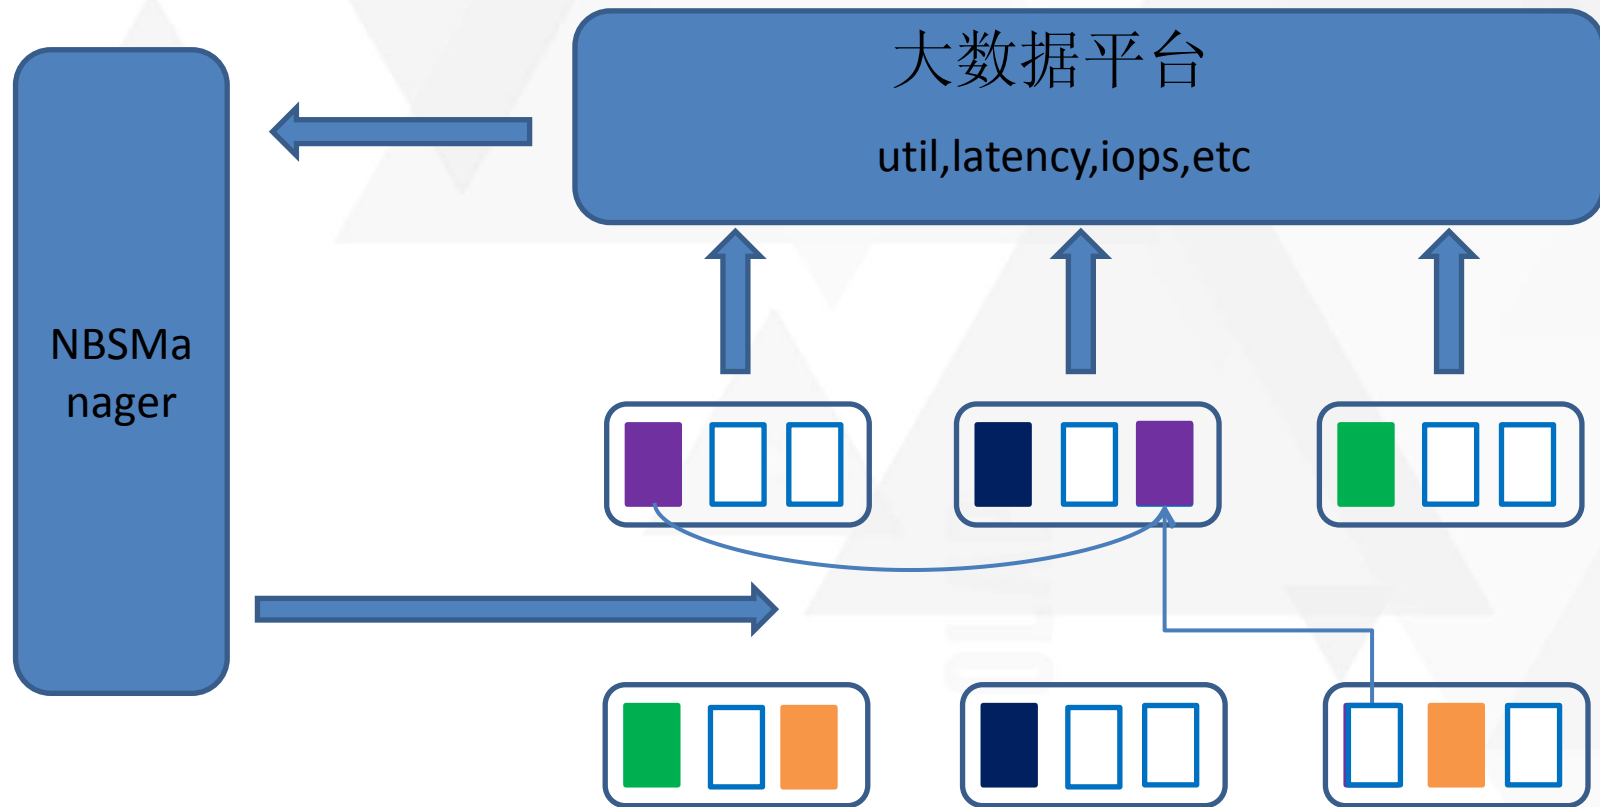 大数据平台
util,latency,iops,etc
NBSMa
nager